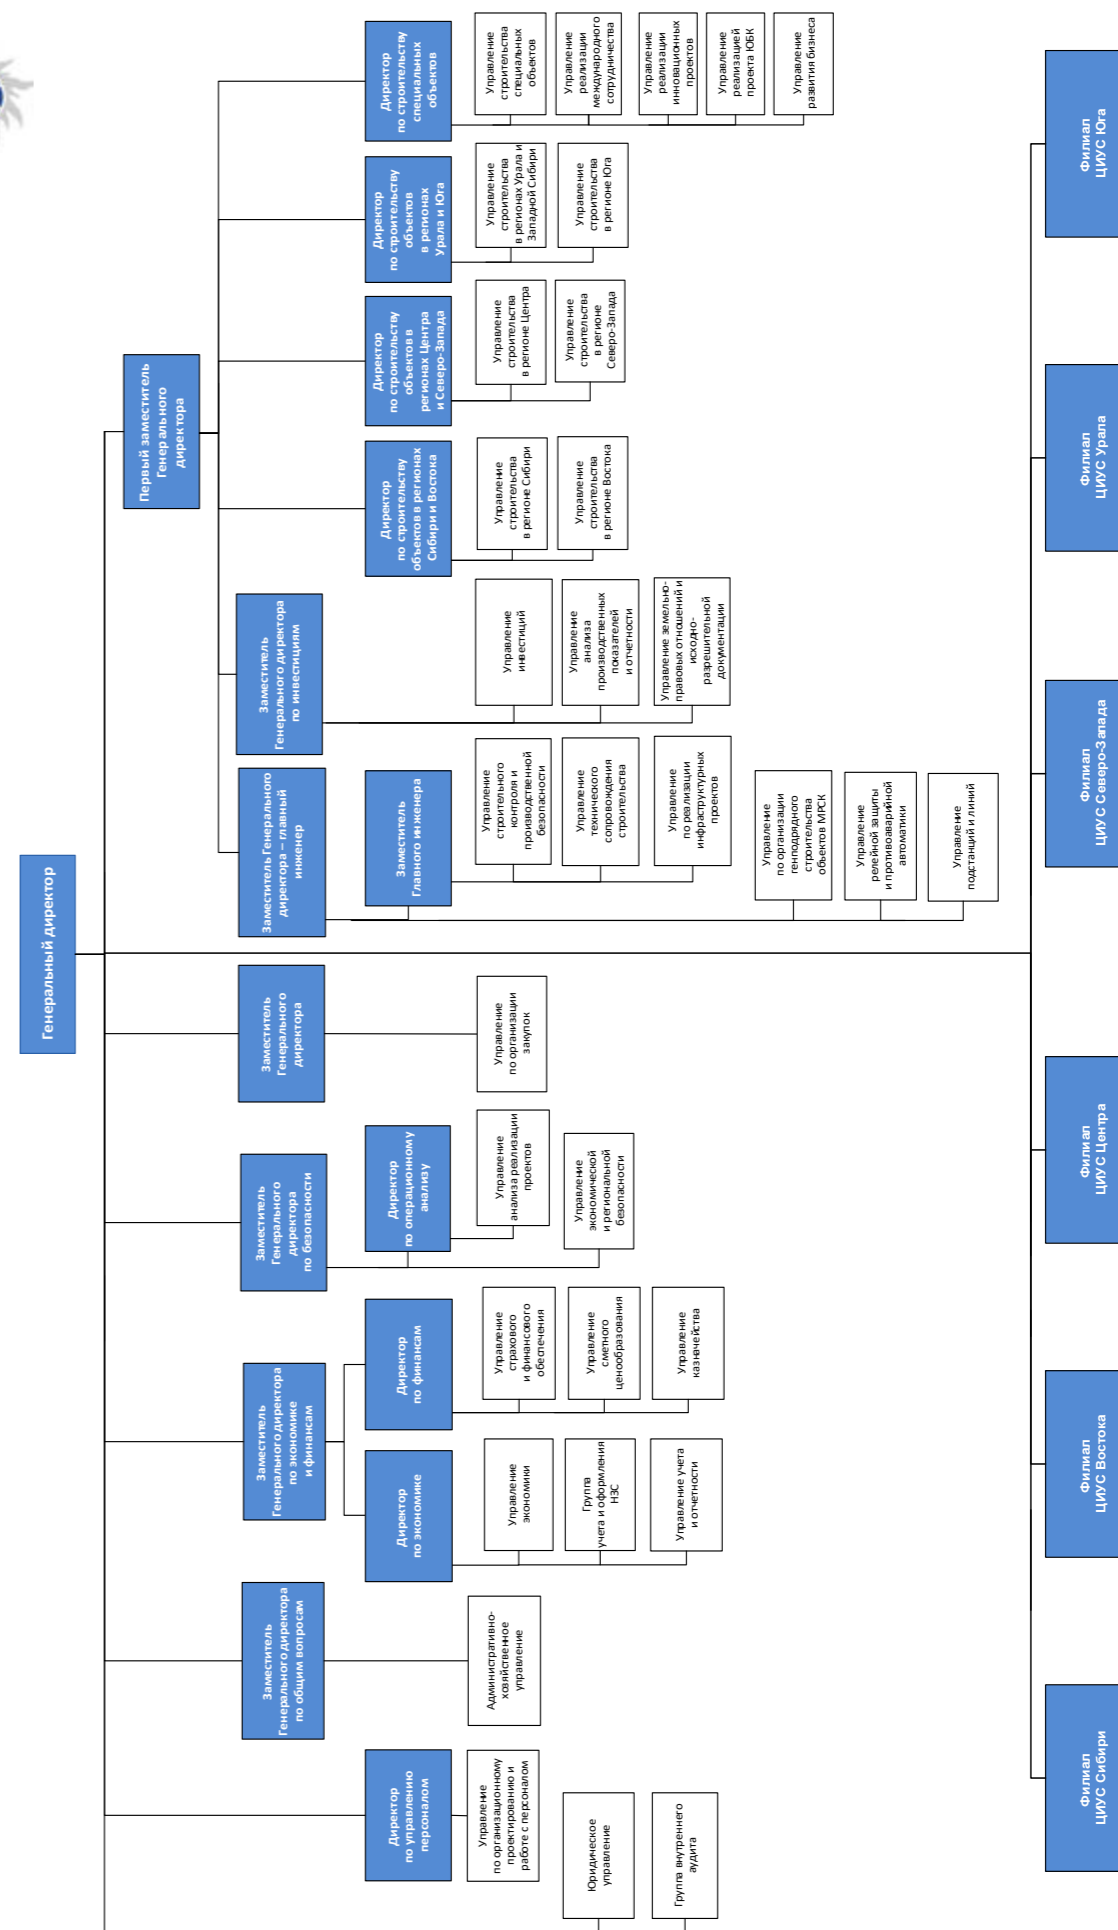 Генеральный директор
Первый заместитель
Генерального
директора
Директор
по управлению
персоналом
Управление
по организационному
проектированию и
работе с персоналом
Юридическое
управление
Группа внутреннего
аудита
Заместитель
Генерального директора
по общим вопросам
Административно-
хозяйственное
управление
Заместитель
Генерального директора
по экономике
и финансам
Директор
по экономике
Управление
экономики
Группа
учета и оформления
НЗС
Управление учета
и отчетности
Директор
по финансам
Управление
страхового
и финансового
обеспечения
Управление
сметного
ценообразования
Управление
казначейства
Заместитель
Генерального
директора
по безопасности
Директор
по операционному
анализу
Управление
анализа реализации
проектов
Управление
экономической
и региональной
безопасности
Заместитель
Генерального
директора
Управление
по организации
закупок
Заместитель Генерального
директора – главный
инженер
Заместитель
Главного инженера
Управление
строительного
контроля и
производственной
безопасности
Управление
технического
сопровождения
строительства
Управление
по реализации
инфраструктурных
проектов
Управление
по организации
генподрядного
строительства
объектов МРСК
Управление
релейной защиты
и противоаварийной
автоматики
Управление
подстанций и линий
Заместитель
Генерального директора
по инвестициям
Управление
инвестиций
Управление
анализа
производственных
показателей
и отчетности
Управление земельно-
правовых отношений и
исходно-
разрешительной
документации
Директор
по строительству
объектов в регионах
Сибири и Востока
Управление
строительства
в регионе Сибири
Управление
строительства
в регионе Востока
Директор
по строительству
объектов в
регионах Центра
и Северо-Запада
Управление
строительства
в регионе Центра
Управление
строительства
в регионе
Северо-Запада
Директор
по строительству
объектов
в регионах
Урала и Юга
Управление
строительства
в регионах Урала и
Западной Сибири
Управление
строительства
в регионе Юга
Директор
по строительству
специальных
объектов
Управление
строительства
специальных
объектов
Управление
реализации
международного
сотрудничества
Управление
реализации
инновационных
проектов
Управление
реализацией
проекта ЮБК
Управление
развития бизнеса
Филиал
ЦИУС Сибири
Филиал
ЦИУС Востока
Филиал
ЦИУС Центра
Филиал
ЦИУС Северо-Запада
Филиал
ЦИУС Урала
Филиал
ЦИУС Юга